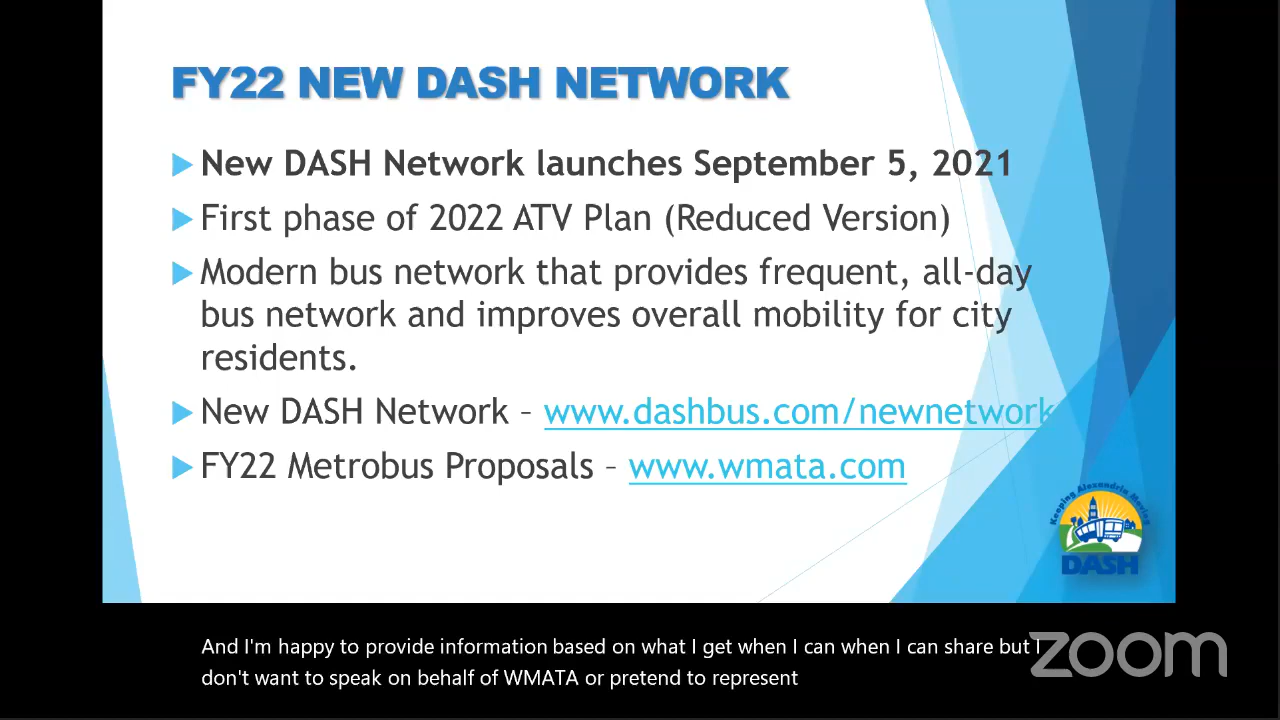 FY22 NEW DASH NETWORK
New DASH Network launches September 5, 2021
First phase of 2022 ATV Plan (Reduced Version)
Modern bus network that provides frequent, all-day
bus network and improves overall mobility for city
residents.
New DASH Network – www.dashbus.com/newnetwork
FY22 Metrobus Proposals – www.wmata.com
Keeping Alexandria Moving
DASH
And I'm happy to provide information based on what I get when I can when I can share but I
don't want to speak on behalf of WMATA or pretend to represent
zoom